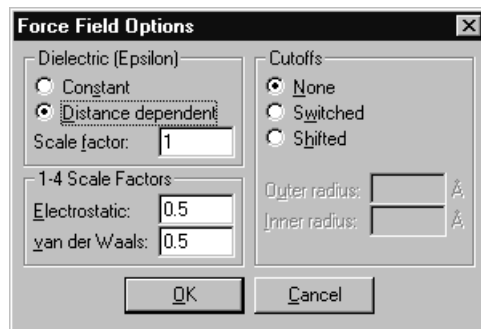 Force Field Options
Dielectric (Epsilon)
Constant
Distance dependent
Scale factor: 1
1-4 Scale Factors
Electrostatic: 0.5
van der Waals: 0.5
Cutoffs
None
Switched
Shifted
Outer radius: Å
Inner radius: Å
OK Cancel